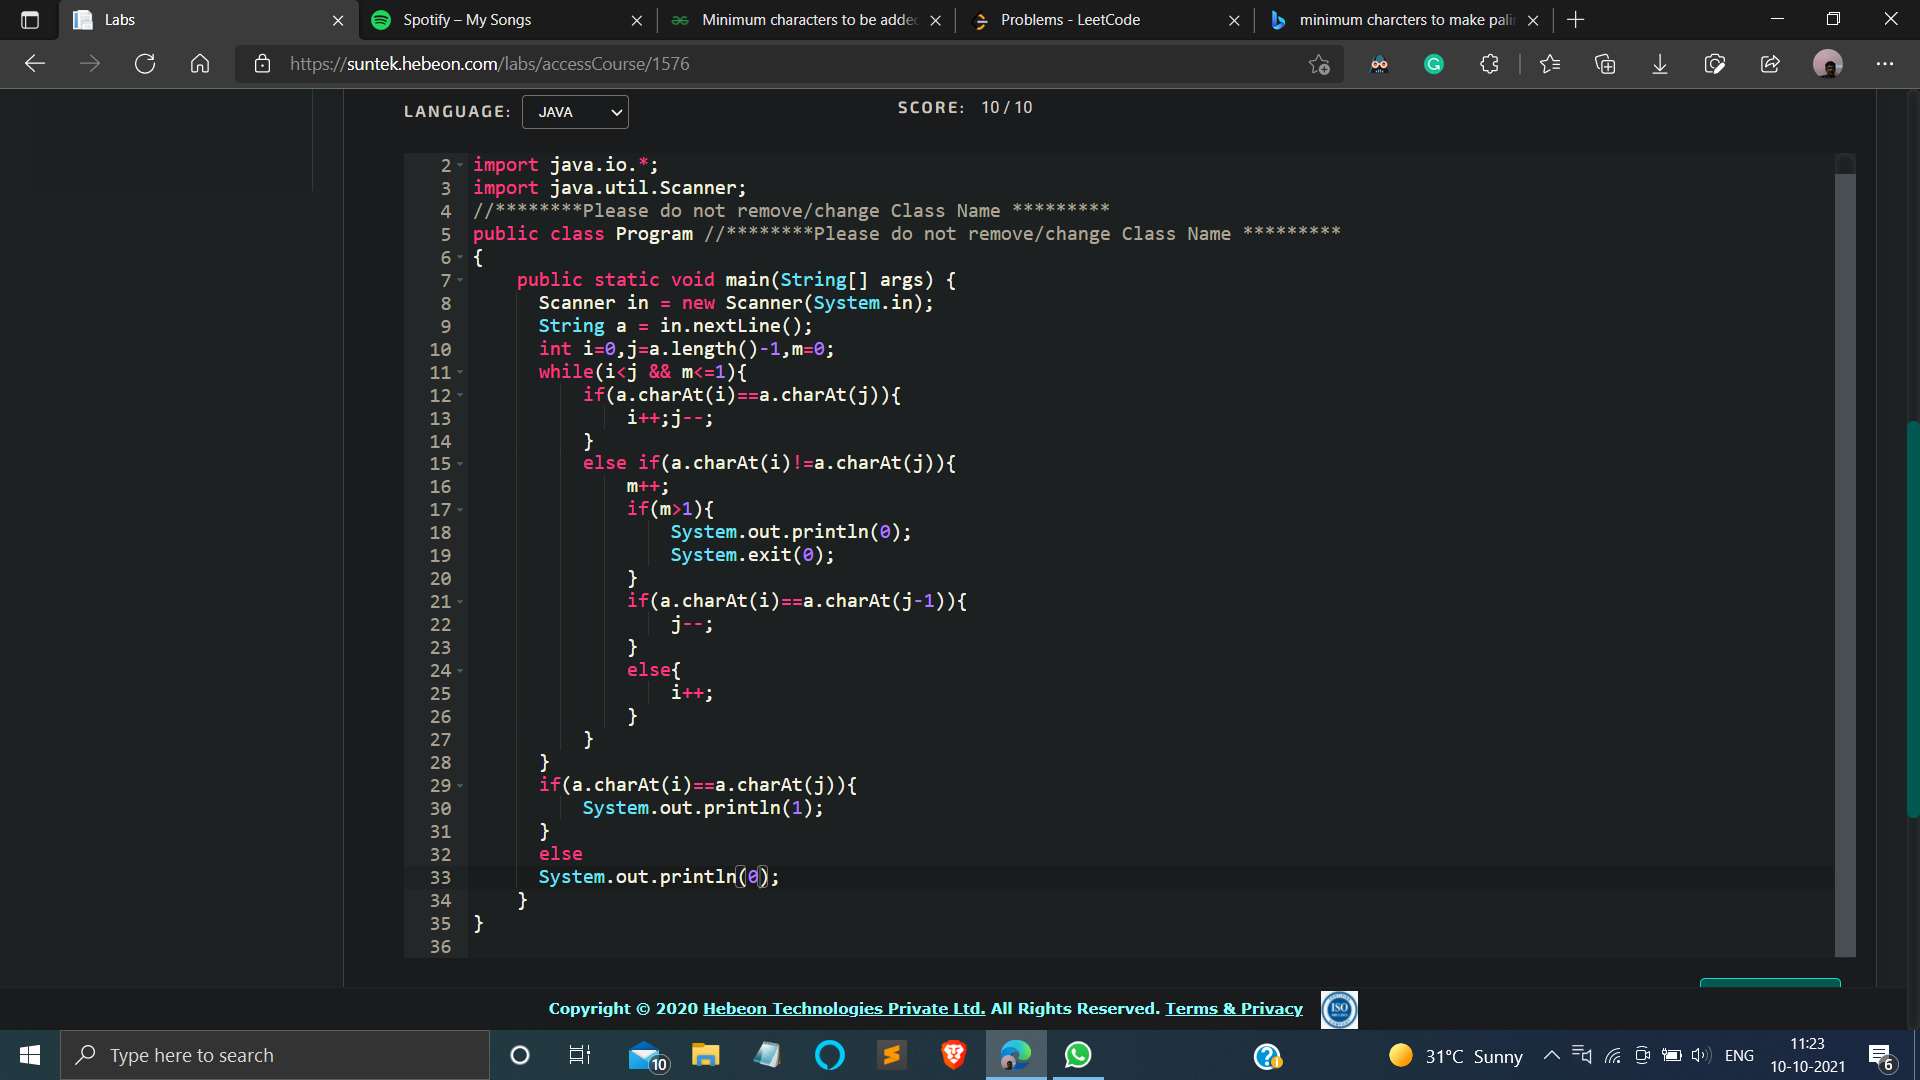 Labs
Spotify – My Songs
Minimum characters to be adde
Problems - LeetCode
minimum charcters to make pali
https://suntek.hebeon.com/labs/accessCourse/1576
LANGUAGE: JAVA
SCORE: 10 / 10
2 import java.io.*;
3 import java.util.Scanner;
4 //********Please do not remove/change Class Name *********
5 public class Program //********Please do not remove/change Class Name *********
6 {
7 public static void main(String[] args) {
8 Scanner in = new Scanner(System.in);
9 String a = in.nextLine();
10 int i=0,j=a.length()-1,m=0;
11 while(i<j && m<=1){
12 if(a.charAt(i)==a.charAt(j)){
13 i++;j--;
14 }
15 else if(a.charAt(i)!=a.charAt(j)){
16 m++;
17 if(m>1){
18 System.out.println(0);
19 System.exit(0);
20 }
21 if(a.charAt(i)==a.charAt(j-1)){
22 j--;
23 }
24 else{
25 i++;
26 }
27 }
28 }
29 if(a.charAt(i)==a.charAt(j)){
30 System.out.println(1);
31 }
32 else
33 System.out.println(0);
34 }
35 }
36
Copyright © 2020 Hebeon Technologies Private Ltd. All Rights Reserved. Terms & Privacy
ISO
Type here to search
10
31°C Sunny
ENG
11:23
10-10-2021
6